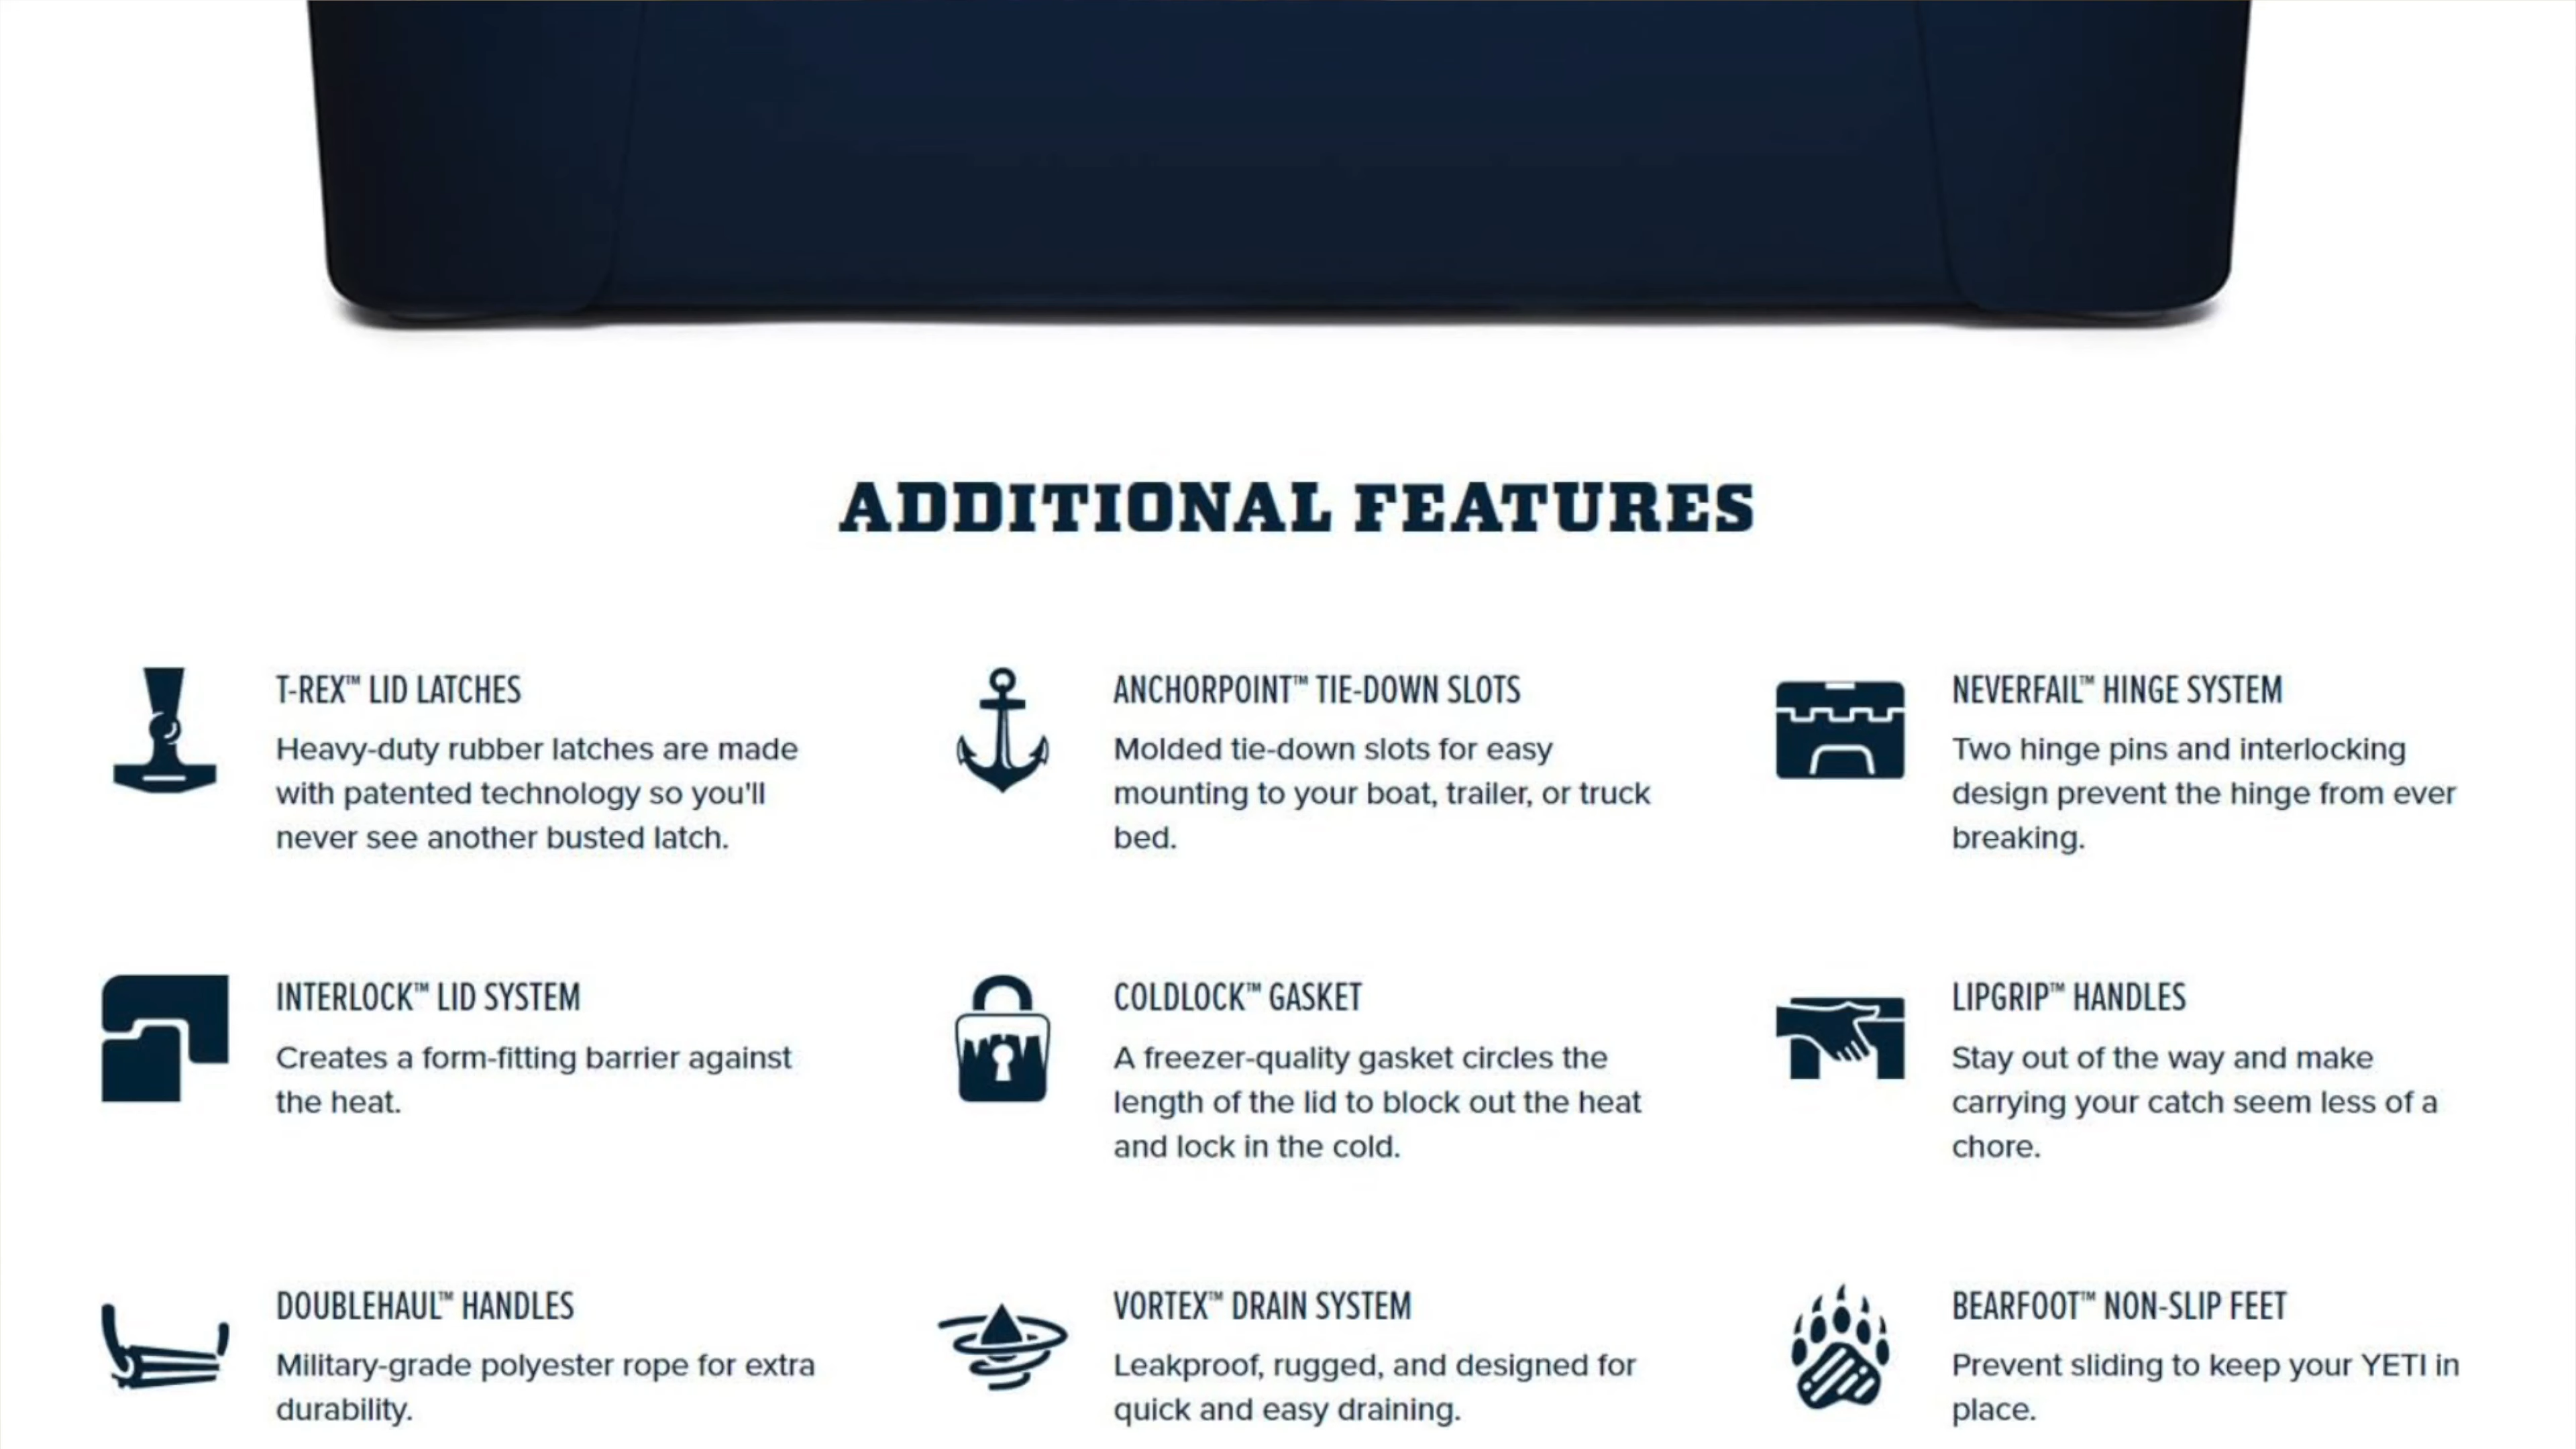 ADDITIONAL FEATURES
T-REX™ LID LATCHES
Heavy-duty rubber latches are made
with patented technology so you'll
never see another busted latch.
ANCHORPOINT™ TIE-DOWN SLOTS
Molded tie-down slots for easy
mounting to your boat, trailer, or truck
bed.
NEVERFAIL™ HINGE SYSTEM
Two hinge pins and interlocking
design prevent the hinge from ever
breaking.
INTERLOCK™ LID SYSTEM
Creates a form-fitting barrier against
the heat.
COLDLOCK™ GASKET
A freezer-quality gasket circles the
length of the lid to block out the heat
and lock in the cold.
LIPGRIP™ HANDLES
Stay out of the way and make
carrying your catch seem less of a
chore.
DOUBLEHAUL™ HANDLES
Military-grade polyester rope for extra
durability.
VORTEX™ DRAIN SYSTEM
Leakproof, rugged, and designed for
quick and easy draining.
BEARFOOT™ NON-SLIP FEET
Prevent sliding to keep your YETI in
place.